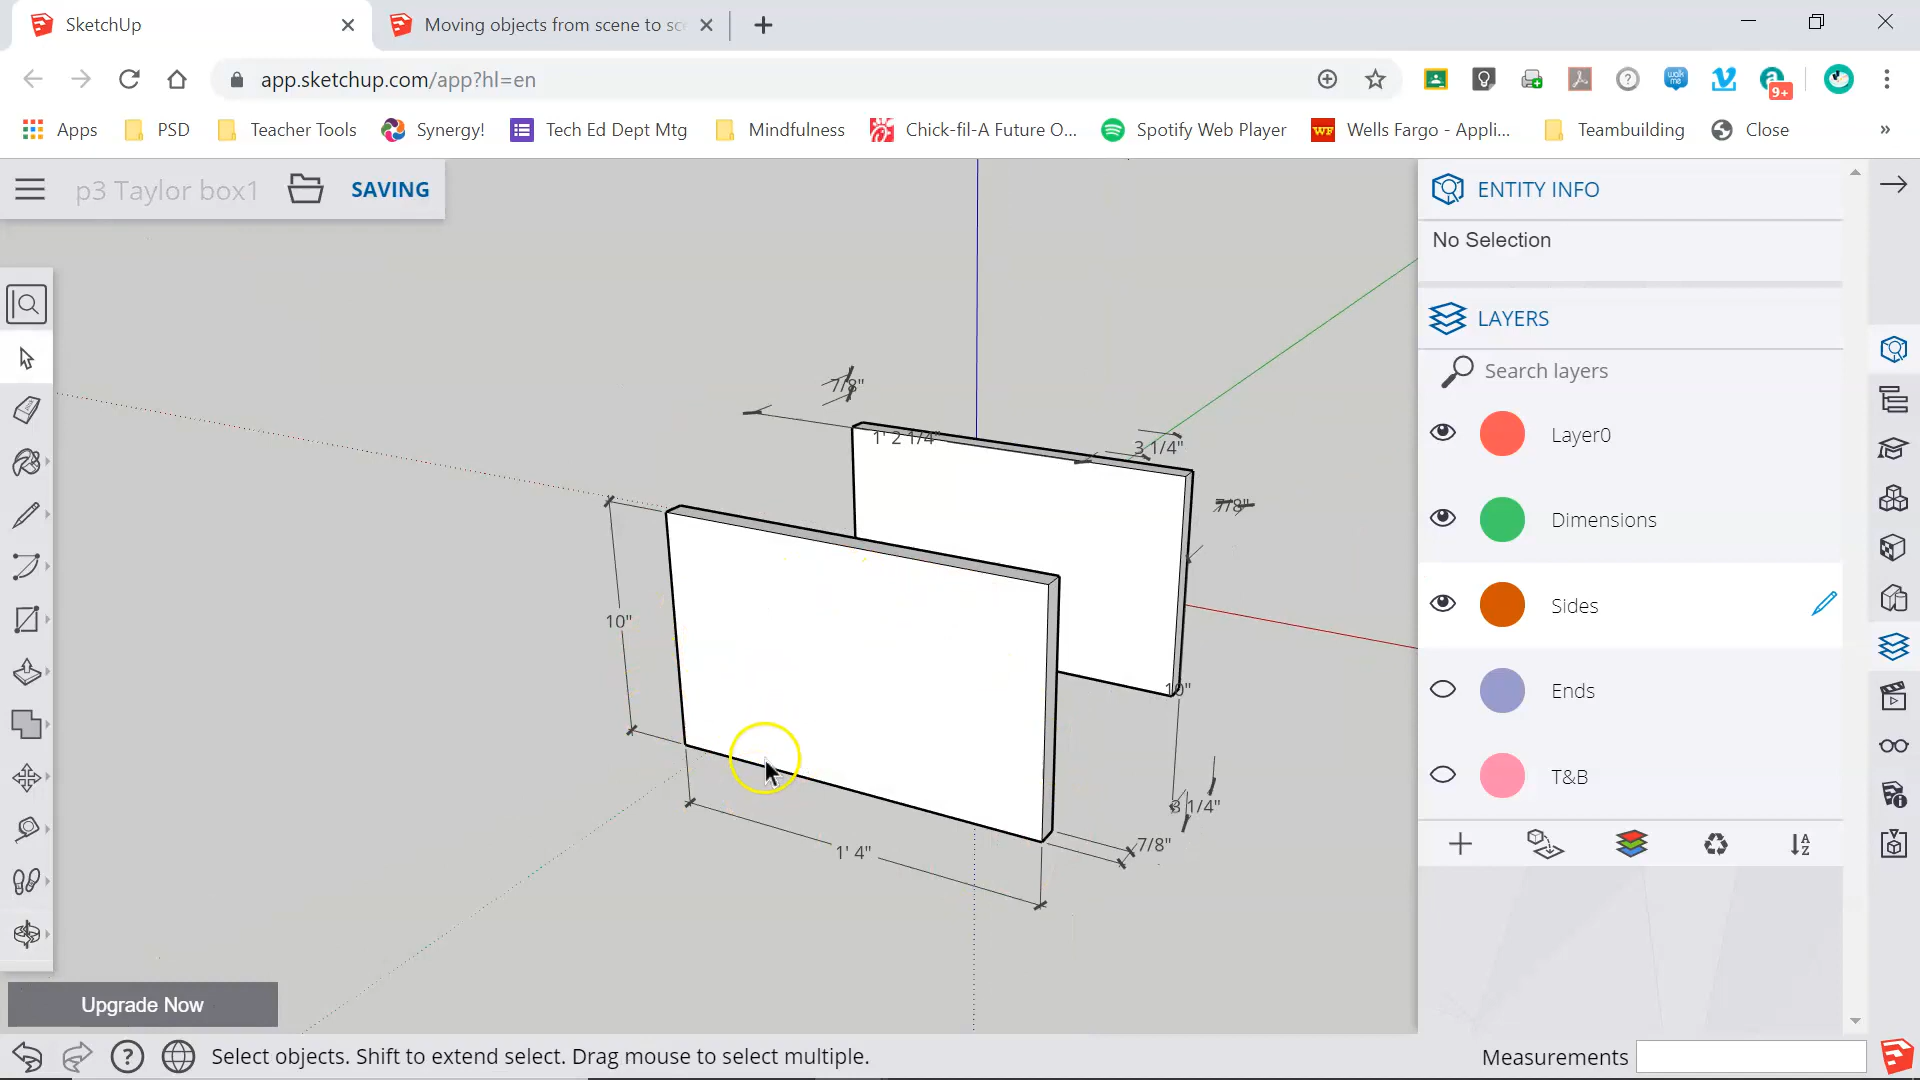 SketchUp
Moving objects from scene to sc
app.sketchup.com/app?hl=en
9+
Apps
PSD
Teacher Tools
Synergy!
Tech Ed Dept Mtg
Mindfulness
Chick-fil-A Future O...
Spotify Web Player
WF
Wells Fargo - Appli...
Teambuilding
Close
»
p3 Taylor box1
SAVING
ENTITY INFO
No Selection
LAYERS
Search layers
Layer0
Dimensions
Sides
Ends
T&B
7/8"
1' 2 1/4"
3 1/4"
7/8"
10"
10"
3 1/4"
7/8"
1' 4"
Upgrade Now
Select objects. Shift to extend select. Drag mouse to select multiple.
Measurements